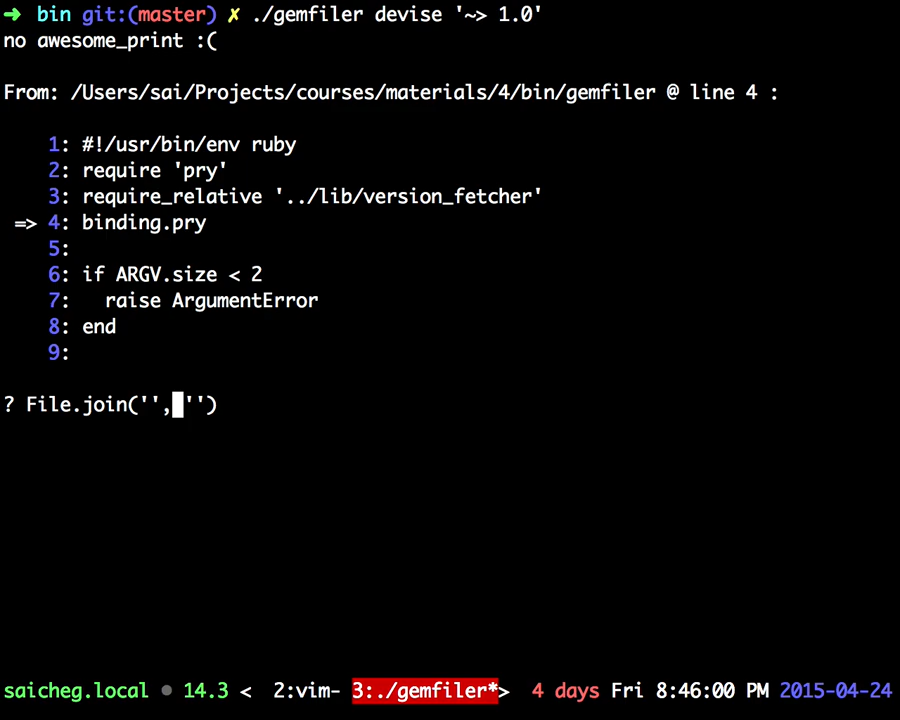 ➜ bin git:(master) ✗ ./gemfiler devise '~> 1.0'
no awesome_print :(
From: /Users/sai/Projects/courses/materials/4/bin/gemfiler @ line 4 :
1: #!/usr/bin/env ruby
2: require 'pry'
3: require_relative '../lib/version_fetcher'
=> 4: binding.pry
5:
6: if ARGV.size < 2
7:   raise ArgumentError
8: end
9:
? File.join('', '')
saicheg.local ● 14.3 < 2:vim- 3:./gemfiler*> 4 days Fri 8:46:00 PM 2015-04-24